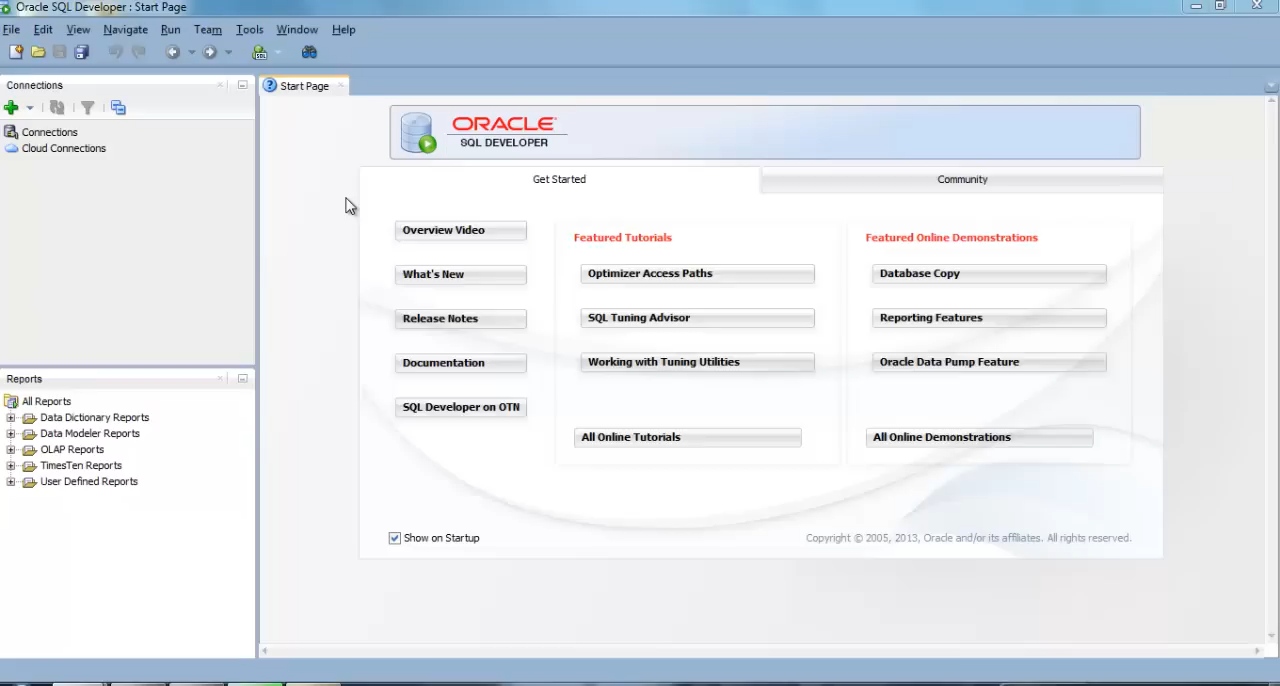 Oracle SQL Developer : Start Page
File Edit View Navigate Run Team Tools Window Help
SQL
Connections
Start Page
Connections
Cloud Connections
ORACLE
SQL DEVELOPER
Get Started
Community
Overview Video
What's New
Release Notes
Documentation
SQL Developer on OTN
Featured Tutorials
Optimizer Access Paths
SQL Tuning Advisor
Working with Tuning Utilities
All Online Tutorials
Featured Online Demonstrations
Database Copy
Reporting Features
Oracle Data Pump Feature
All Online Demonstrations
Show on Startup
Copyright © 2005, 2013, Oracle and/or its affiliates. All rights reserved.
Reports
All Reports
Data Dictionary Reports
Data Modeler Reports
OLAP Reports
TimesTen Reports
User Defined Reports